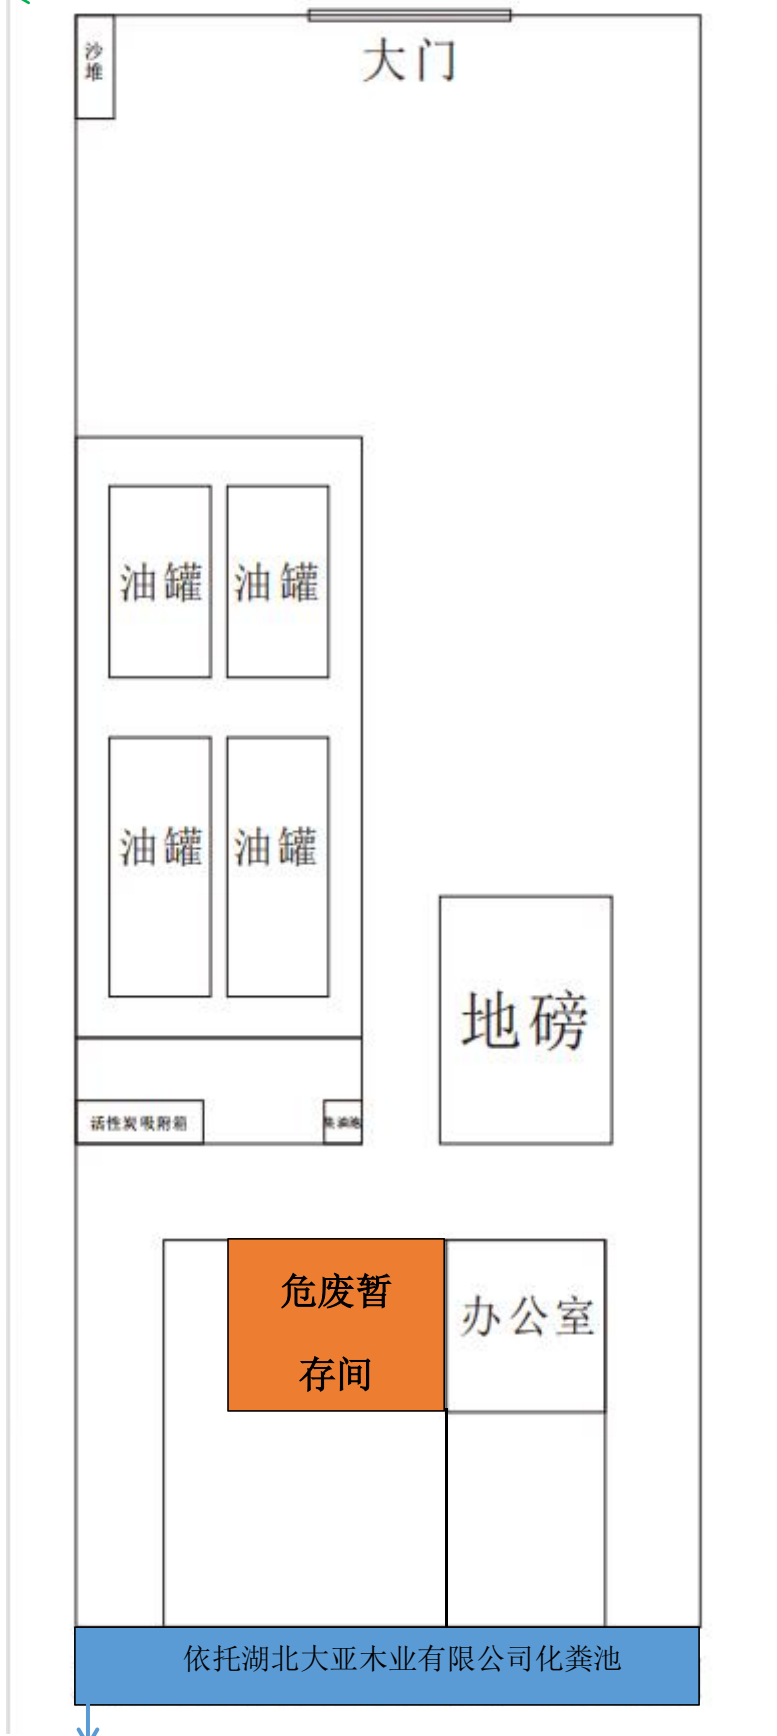 沙堆
大门
油罐 油罐
油罐 油罐
地磅
活性炭吸附箱
集油池
危废暂
存间
办公室
依托湖北大亚木业有限公司化粪池